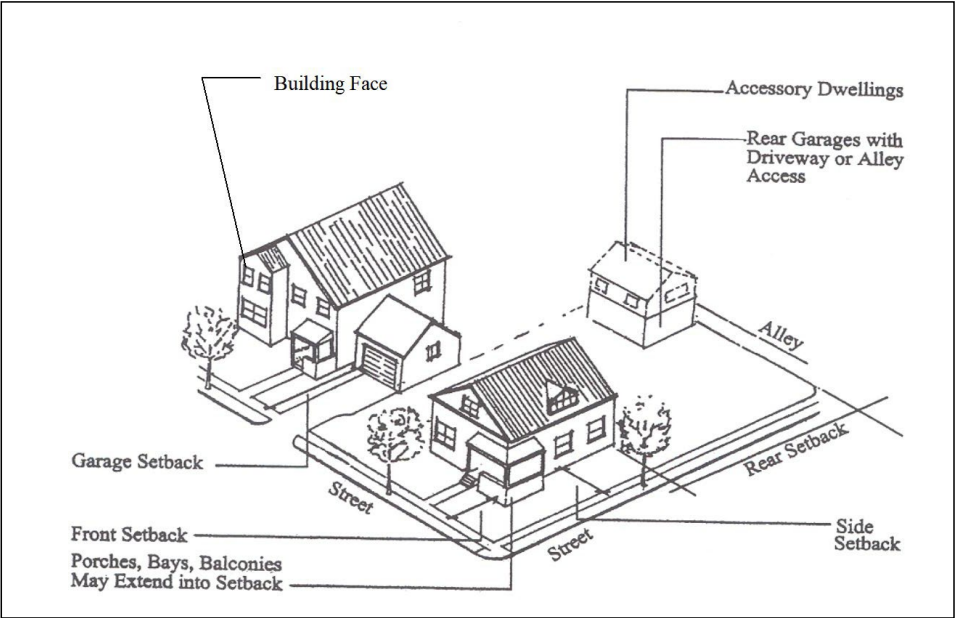 Building Face
Accessory Dwellings
Rear Garages with
Driveway or Alley
Access
Alley
Garage Setback
Street
Rear Setback
Front Setback
Street
Side
Setback
Porches, Bays, Balconies
May Extend into Setback